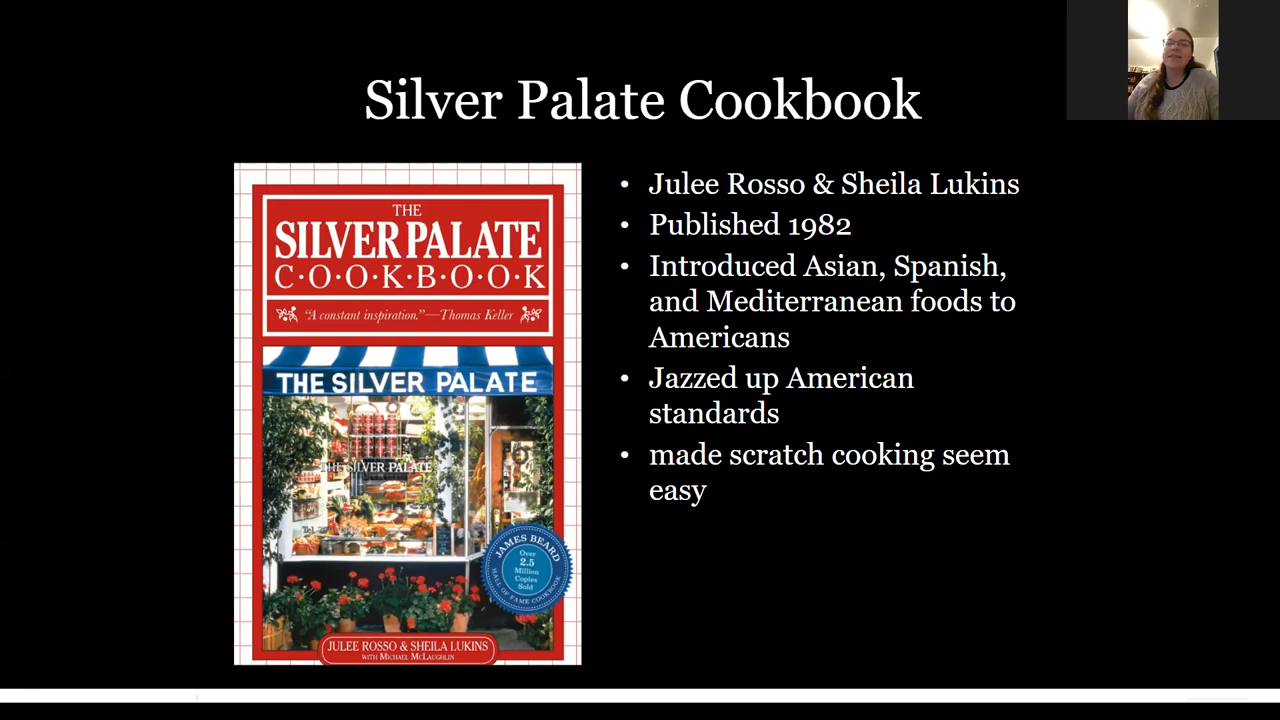 Silver Palate Cookbook
THE
SILVER PALATE
C·O·O·K·B·O·O·K
"A constant inspiration."—Thomas Keller
THE SILVER PALATE
THE SILVER PALATE
JAMES BEARD
Over
2.5
Million
Copies
Sold
HALL OF FAME COOKBOOK
JULEE ROSSO & SHEILA LUKINS
WITH MICHAEL MCLAUGHLIN
• Julee Rosso & Sheila Lukins
• Published 1982
• Introduced Asian, Spanish,
and Mediterranean foods to
Americans
• Jazzed up American
standards
• made scratch cooking seem
easy